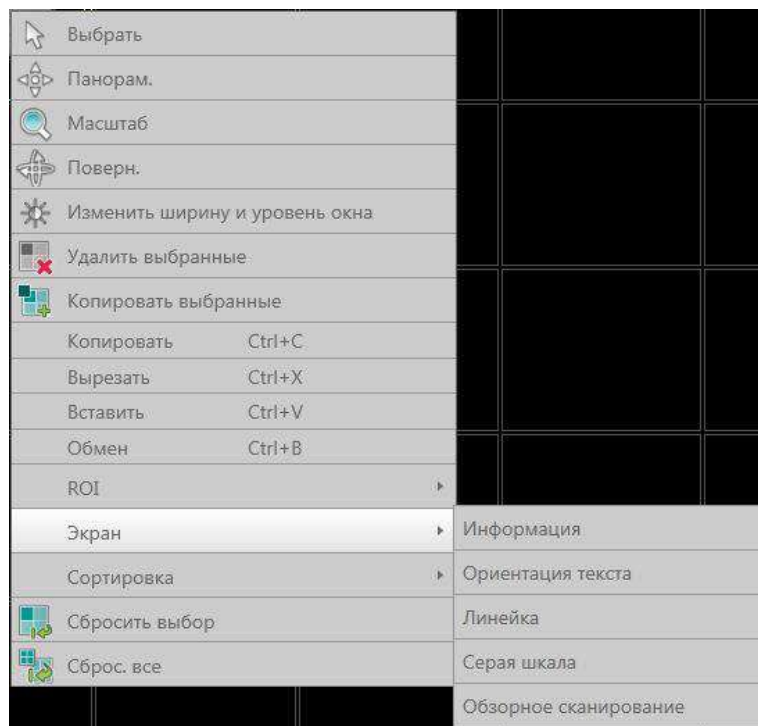 Выбрать
Панорам.
Масштаб
Поверн.
Изменить ширину и уровень окна
Удалить выбранные
Копировать выбранные
Копировать Ctrl+C
Вырезать Ctrl+X
Вставить Ctrl+V
Обмен Ctrl+B
ROI
Экран
Сортировка
Сбросить выбор
Сброс. все
Информация
Ориентация текста
Линейка
Серая шкала
Обзорное сканирование